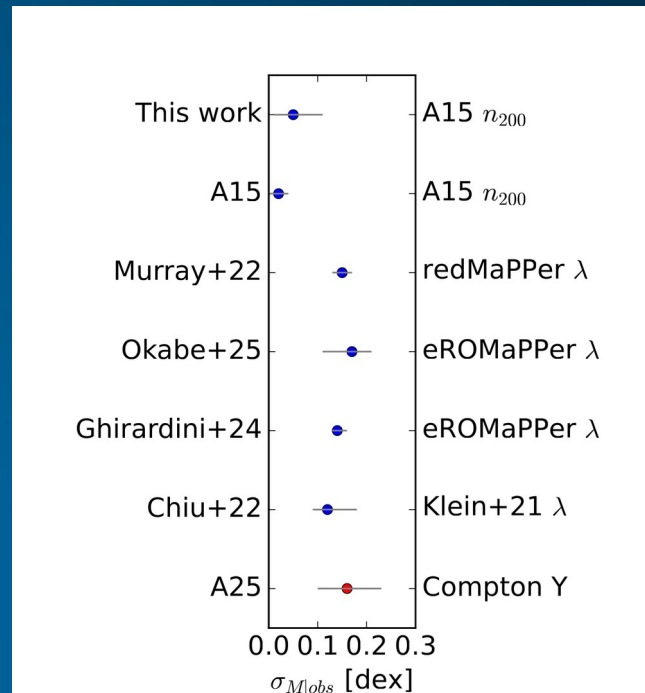 This work A15 n₂₀₀
A15 A15 n₂₀₀
Murray+22 redMaPPer λ
Okabe+25 eROMaPPer λ
Ghirardini+24 eROMaPPer λ
Chiu+22 Klein+21 λ
A25 Compton Y
0.0 0.1 0.2 0.3
σ_{M|obs} [dex]